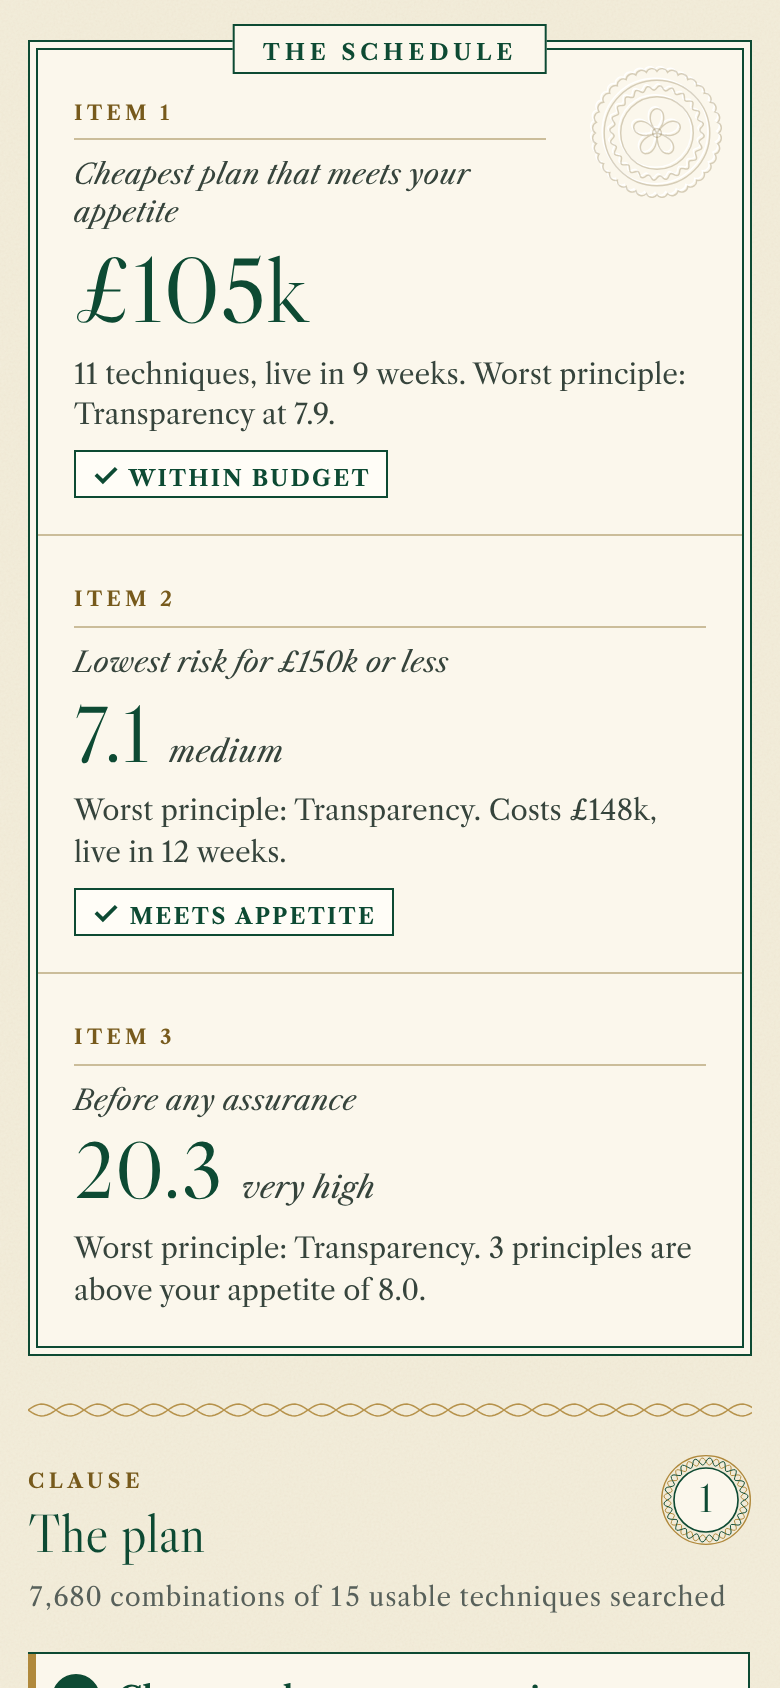 THE SCHEDULE
ITEM 1
Cheapest plan that meets your
appetite
£105k
11 techniques, live in 9 weeks. Worst principle:
Transparency at 7.9.
✓ WITHIN BUDGET
ITEM 2
Lowest risk for £150k or less
7.1 medium
Worst principle: Transparency. Costs £148k,
live in 12 weeks.
✓ MEETS APPETITE
ITEM 3
Before any assurance
20.3 very high
Worst principle: Transparency. 3 principles are
above your appetite of 8.0.
CLAUSE
1
The plan
7,680 combinations of 15 usable techniques searched